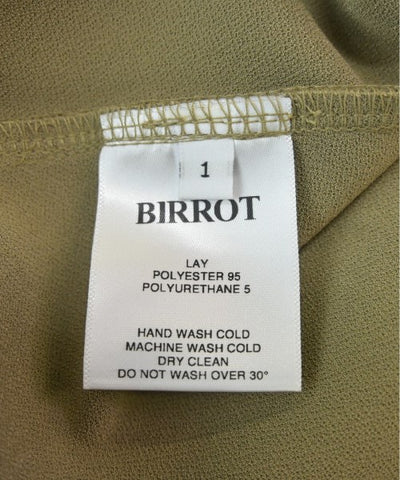 1
BIRROT
LAY
POLYESTER 95
POLYURETHANE 5
HAND WASH COLD
MACHINE WASH COLD
DRY CLEAN
DO NOT WASH OVER 30°